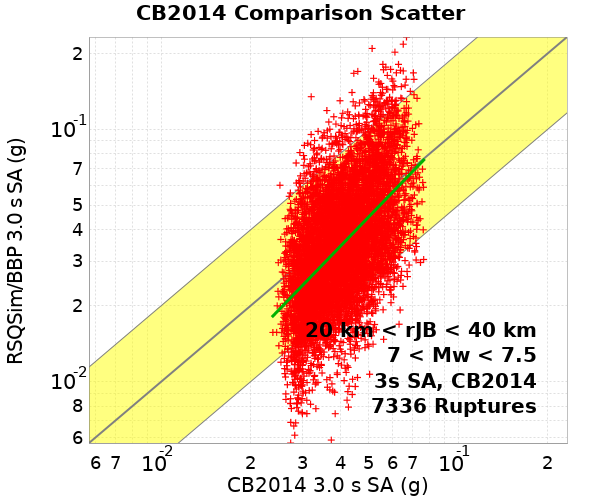 CB2014 Comparison Scatter
RSQSim/BBP 3.0 s SA (g)
2
10-1
7
5
4
3
2
10-2
8
6
20 km < rJB < 40 km
7 < Mw < 7.5
3s SA, CB2014
7336 Ruptures
6 7 10-2 2 3 4 5 6 7 10-1 2
CB2014 3.0 s SA (g)